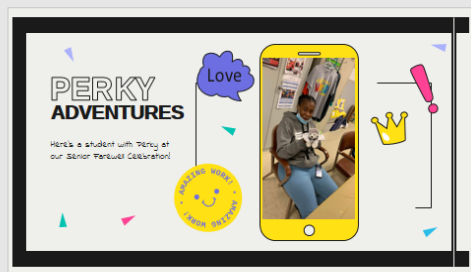 PERKY
ADVENTURES
Here's a student with Perky at
our Senior Farewell Celebration!
Love
AMAZING WORK!
AMAZING WORK!